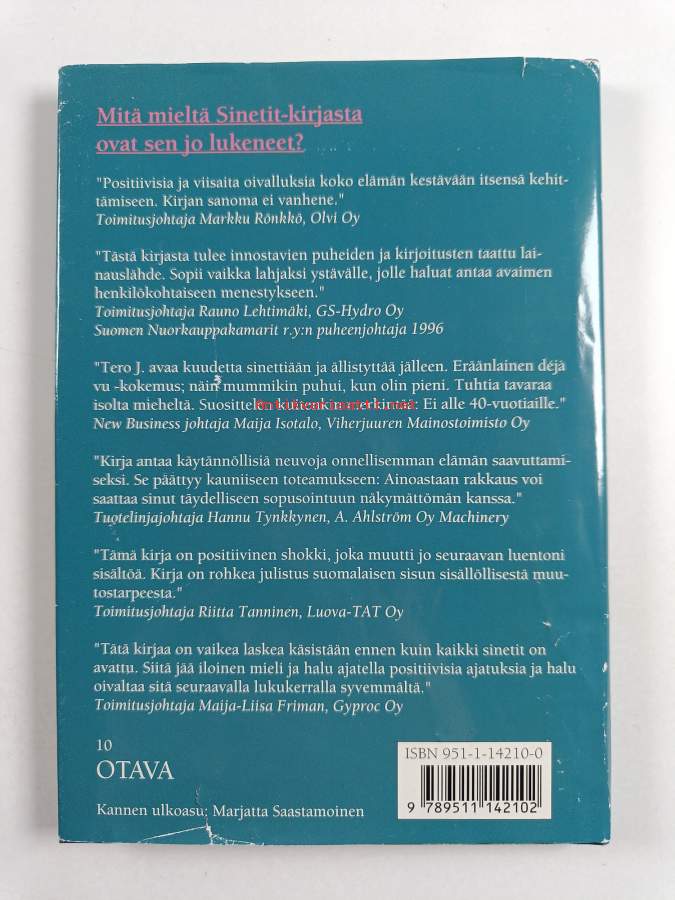 Mitä mieltä Sinetit-kirjasta
ovat sen jo lukeneet?
"Positiivisia ja viisaita oivalluksia koko elämän kestävään itsensä kehit-
tämiseen. Kirjan sanoma ei vanhene."
Toimitusjohtaja Markku Rönkkö, Olvi Oy
"Tästä kirjasta tulee innostavien puheiden ja kirjoitusten taattu lai-
nauslähde. Sopii vaikka lahjaksi ystävälle, jolle haluat antaa avaimen
henkilökohtaiseen menestykseen."
Toimitusjohtaja Rauno Lehtimäki, GS-Hydro Oy
Suomen Nuorkauppakamarit r.y:n puheenjohtaja 1996
"Tero J. avaa kuudetta sinettiään ja ällistyttää jälleen. Eräänlainen déjà
vu -kokemus; näin mummikin puhui, kun olin pieni. Tuhtia tavaraa
isolta mieheltä. Suosittelen kuitenkin merkintää: Ei alle 40-vuotiaille."
New Business johtaja Maija Isotalo, Viherjuuren Mainostoimisto Oy
"Kirja antaa käytännöllisiä neuvoja onnellisemman elämän saavuttami-
seksi. Se päättyy kauniiseen toteamukseen: Ainoastaan rakkaus voi
saattaa sinut täydelliseen sopusointuun näkymättömän kanssa."
Tuotelinjajohtaja Hannu Tynkkynen, A. Ahlström Oy Machinery
"Tämä kirja on positiivinen shokki, joka muutti jo seuraavan luentoni
sisältöä. Kirja on rohkea julistus suomalaisen sisun sisällöllisestä muu-
tostarpeesta."
Toimitusjohtaja Riitta Tanninen, Luova-TAT Oy
"Tätä kirjaa on vaikea laskea käsistään ennen kuin kaikki sinetit on
avattu. Siitä jää iloinen mieli ja halu ajatella positiivisia ajatuksia ja halu
oivaltaa sitä seuraavalla lukukerralla syvemmältä."
Toimitusjohtaja Maija-Liisa Friman, Gyproc Oy
10
OTAVA
Kannen ulkoasu: Marjatta Saastamoinen
ISBN 951-1-14210-0
9 789511 142102